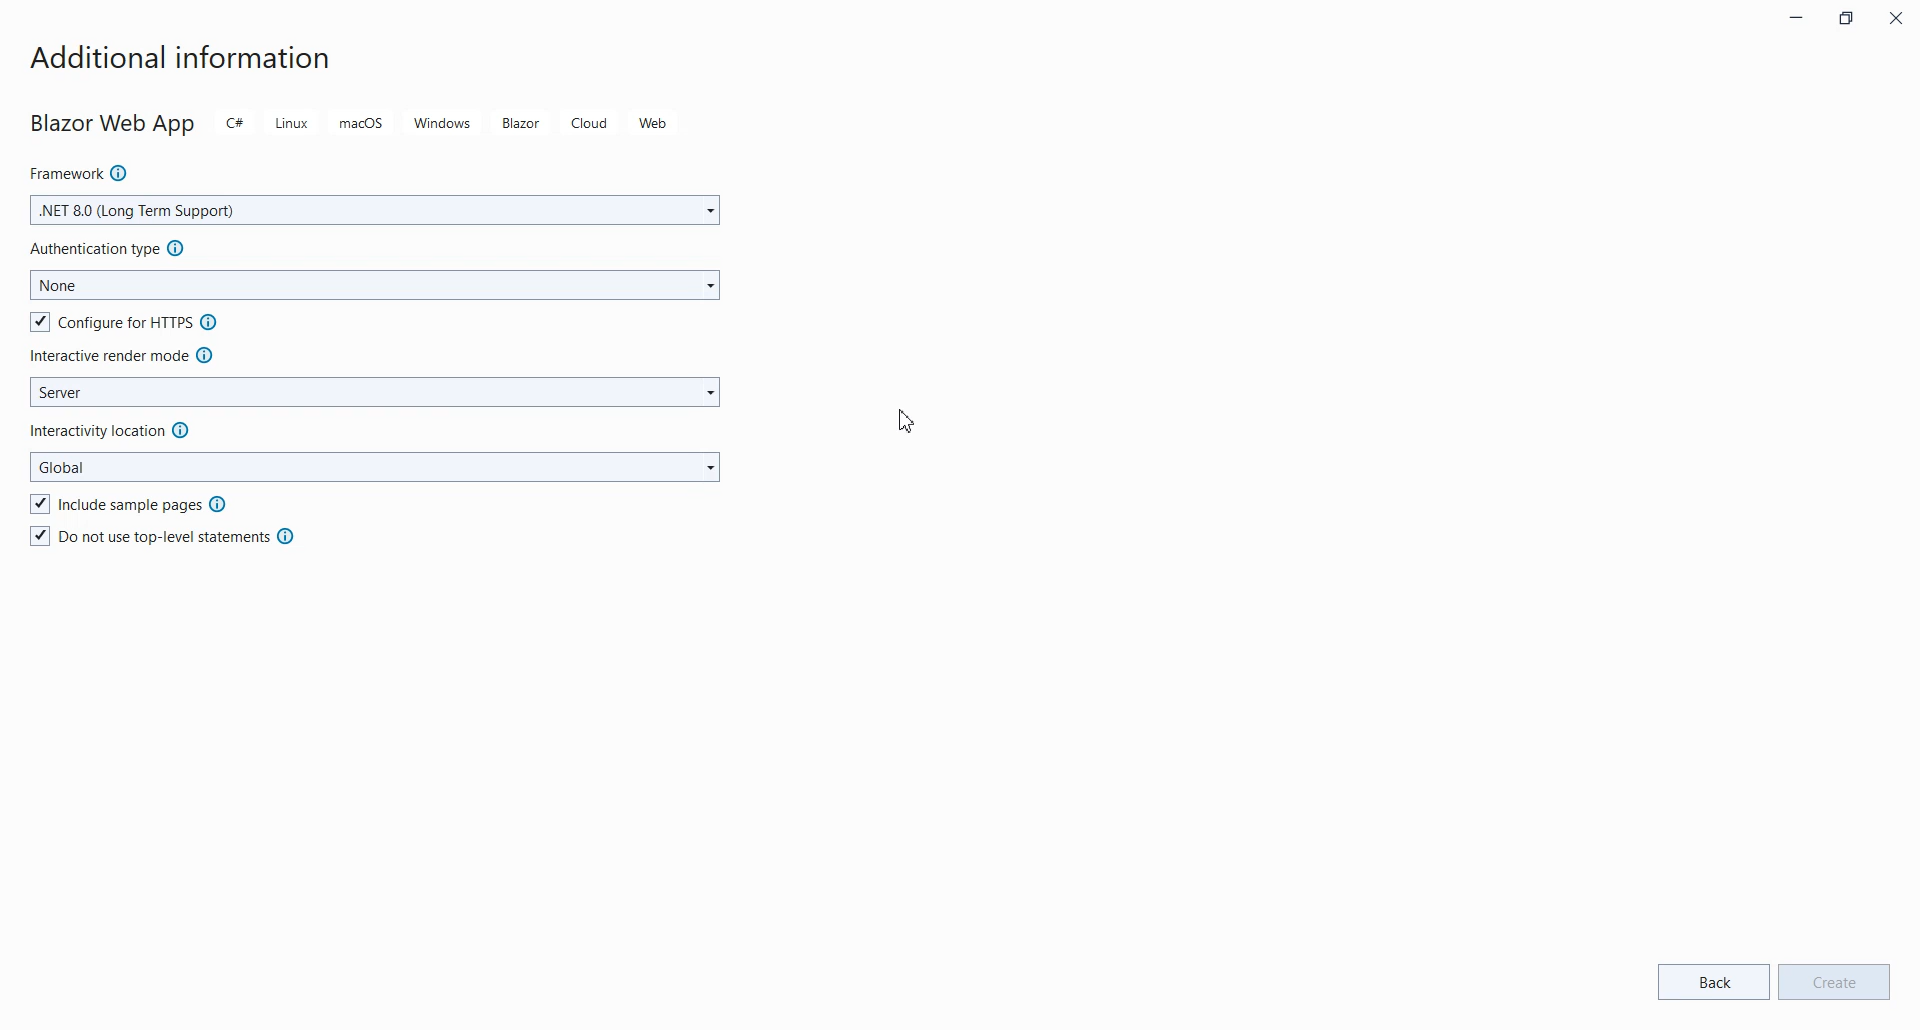 Additional information
Blazor Web App C# Linux macOS Windows Blazor Cloud Web
Framework
.NET 8.0 (Long Term Support)
Authentication type
None
Configure for HTTPS
Interactive render mode
Server
Interactivity location
Global
Include sample pages
Do not use top-level statements
Back Create